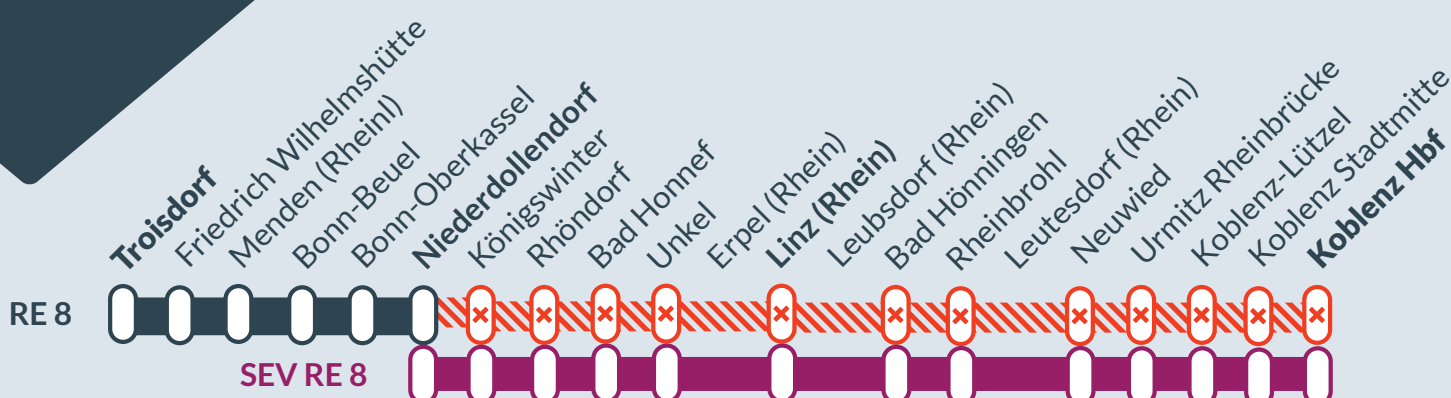 Troisdorf
Friedrich Wilhelmshütte
Menden (Rheinl)
Bonn-Beuel
Bonn-Oberkassel
Niederdollendorf
Königswinter
Rhöndorf
Bad Honnef
Unkel
Erpel (Rhein)
Linz (Rhein)
Leubsdorf (Rhein)
Bad Hönningen
Rheinbrohl
Leutesdorf (Rhein)
Neuwied
Urmitz Rheinbrücke
Koblenz-Lützel
Koblenz Stadtmitte
Koblenz Hbf
RE 8
SEV RE 8